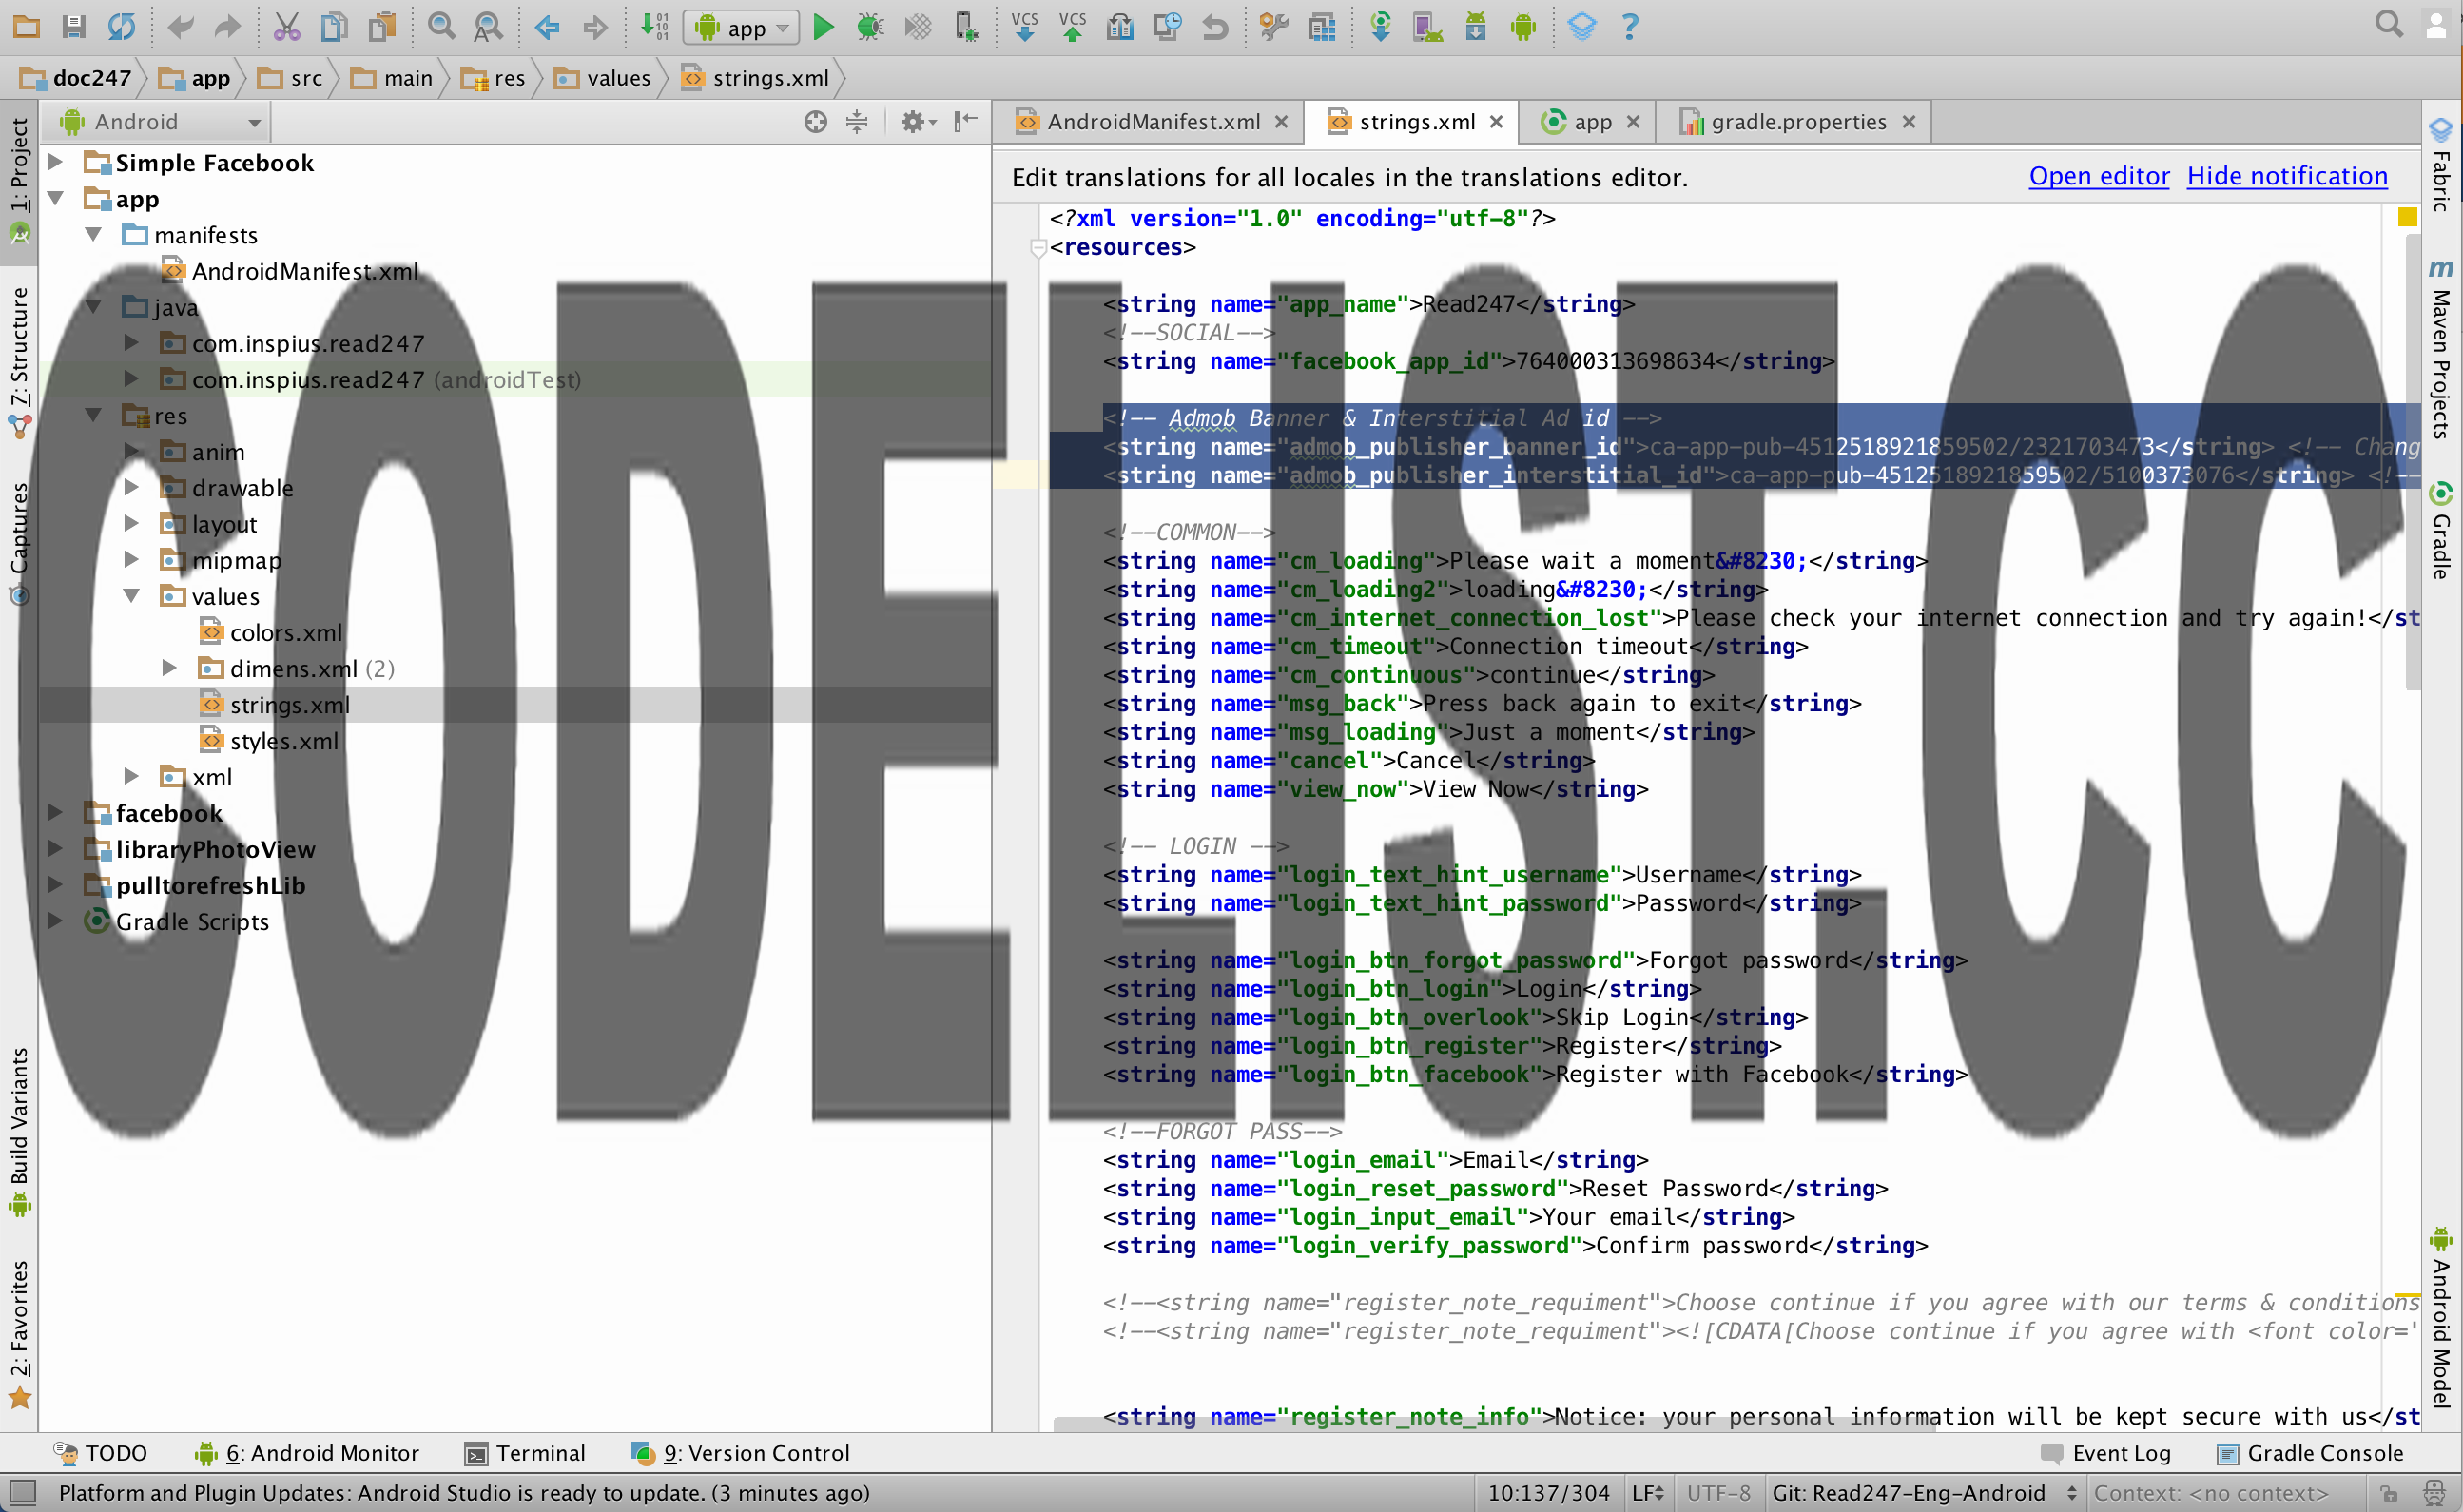 app
doc247 app src main res values strings.xml
Android
AndroidManifest.xml strings.xml app gradle.properties
Edit translations for all locales in the translations editor. Open editor Hide notification
1: Project
Z: Structure
Captures
Build Variants
2: Favorites
Simple Facebook
app
manifests
AndroidManifest.xml
java
com.inspius.read247
com.inspius.read247 (androidTest)
res
anim
drawable
layout
mipmap
values
colors.xml
dimens.xml (2)
strings.xml
styles.xml
xml
facebook
libraryPhotoView
pulltorefreshLib
Gradle Scripts
<?xml version="1.0" encoding="utf-8"?>
<resources>
<string name="app_name">Read247</string>
<!--SOCIAL-->
<string name="facebook_app_id">764000313698634</string>
<!-- Admob Banner & Interstitial Ad id -->
<string name="admob_publisher_banner_id">ca-app-pub-4512518921859502/2321703473</string> <!-- Chang
<string name="admob_publisher_interstitial_id">ca-app-pub-4512518921859502/5100373076</string> <!--
<!--COMMON-->
<string name="cm_loading">Please wait a moment&#8230;</string>
<string name="cm_loading2">loading&#8230;</string>
<string name="cm_internet_connection_lost">Please check your internet connection and try again!</st
<string name="cm_timeout">Connection timeout</string>
<string name="cm_continuous">continue</string>
<string name="msg_back">Press back again to exit</string>
<string name="msg_loading">Just a moment</string>
<string name="cancel">Cancel</string>
<string name="view_now">View Now</string>
<!-- LOGIN -->
<string name="login_text_hint_username">Username</string>
<string name="login_text_hint_password">Password</string>
<string name="login_btn_forgot_password">Forgot password</string>
<string name="login_btn_login">Login</string>
<string name="login_btn_overlook">Skip Login</string>
<string name="login_btn_register">Register</string>
<string name="login_btn_facebook">Register with Facebook</string>
<!--FORGOT PASS-->
<string name="login_email">Email</string>
<string name="login_reset_password">Reset Password</string>
<string name="login_input_email">Your email</string>
<string name="login_verify_password">Confirm password</string>
<!--<string name="register_note_requiment">Choose continue if you agree with our terms & conditions
<!--<string name="register_note_requiment"><![CDATA[Choose continue if you agree with <font color='
<string name="register_note_info">Notice: your personal information will be kept secure with us</st
CODELIST.CC
Fabric
m Maven Projects
Gradle
Android Model
TODO 6: Android Monitor Terminal 9: Version Control Event Log Gradle Console
Platform and Plugin Updates: Android Studio is ready to update. (3 minutes ago) 10:137/304 LF UTF-8 Git: Read247-Eng-Android Context: <no context>
VCS VCS